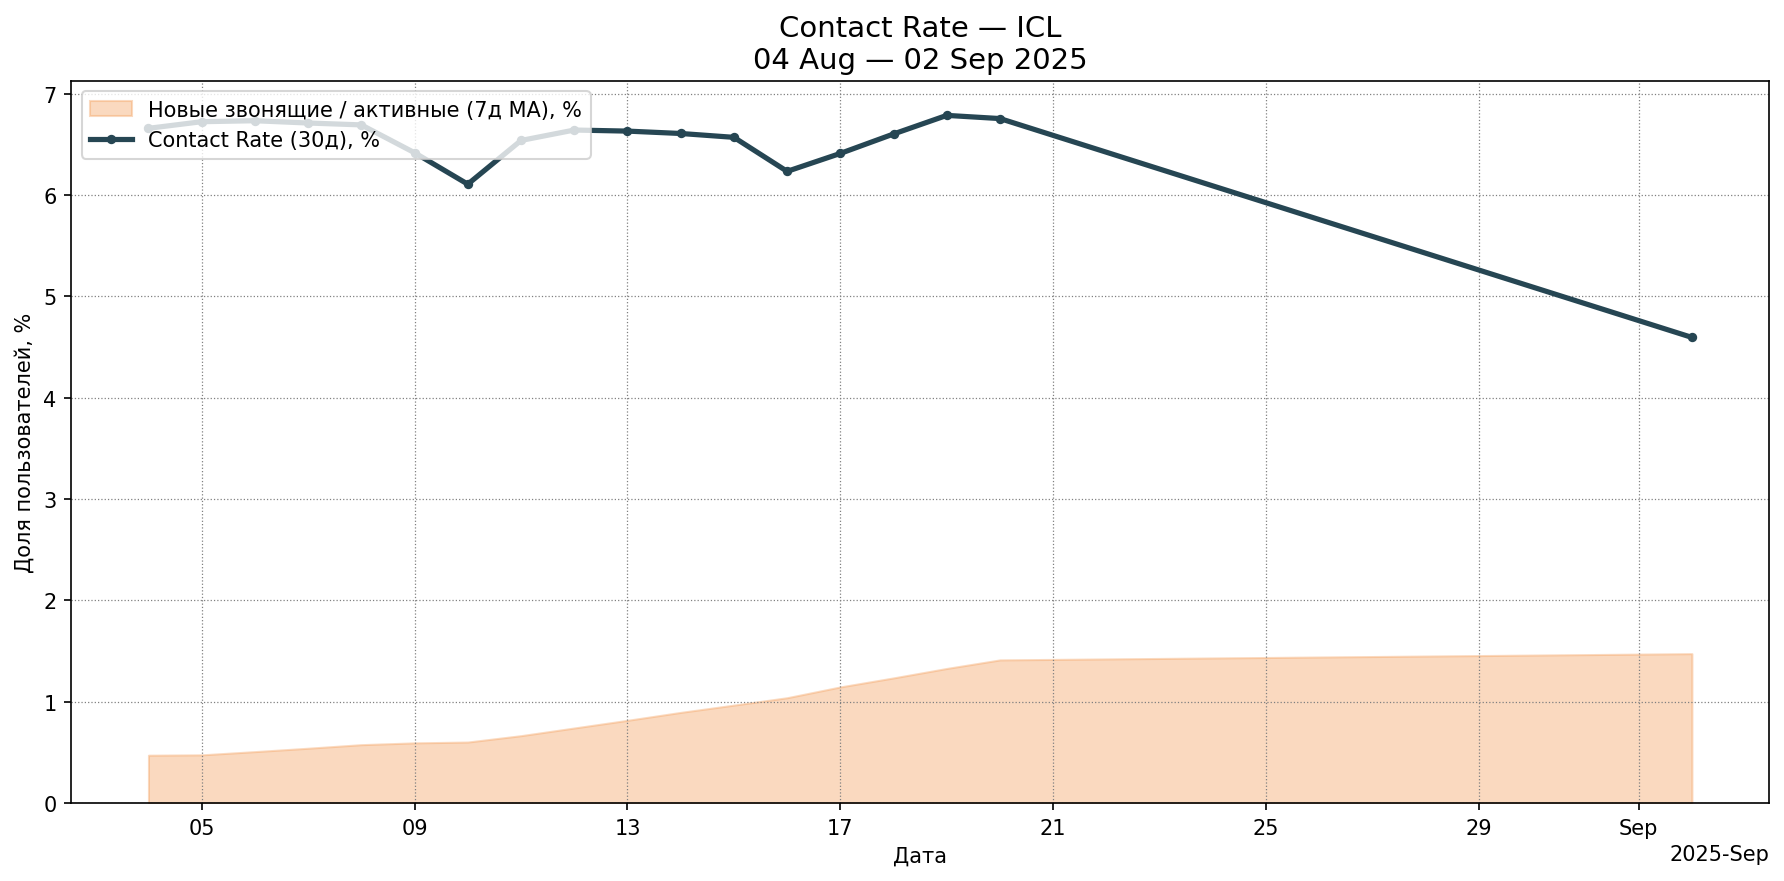 Contact Rate — ICL
04 Aug — 02 Sep 2025
7
Новые звонящие / активные (7д MA), %
Contact Rate (30д), %
6
5
4
3
2
1
0
Доля пользователей, %
05 09 13 17 21 25 29 Sep
Дата
2025-Sep